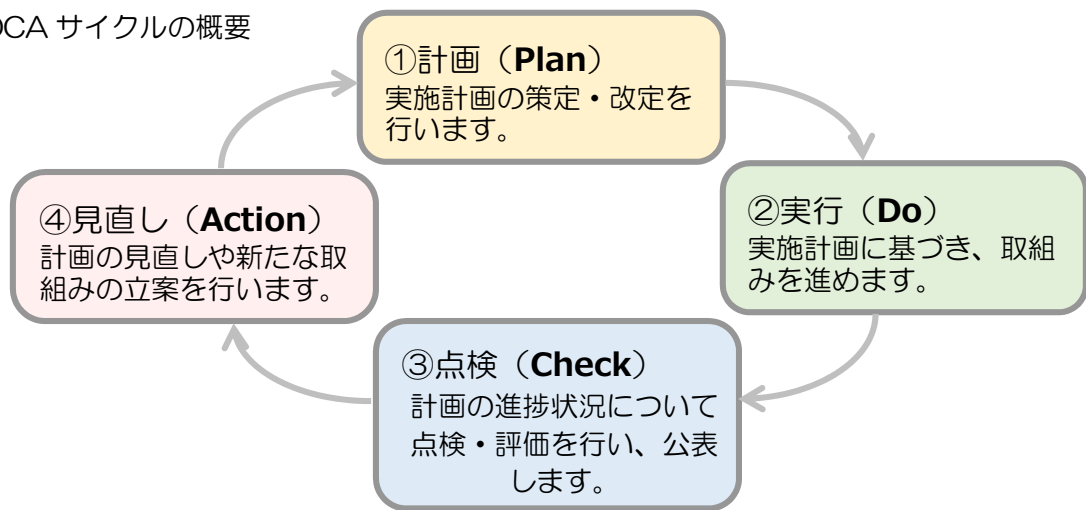 DCA サイクルの概要
①計画（Plan）
実施計画の策定・改定を
行います。
②実行（Do）
実施計画に基づき、取組
みを進めます。
③点検（Check）
計画の進捗状況について
点検・評価を行い、公表
します。
④見直し（Action）
計画の見直しや新たな取
組みの立案を行います。